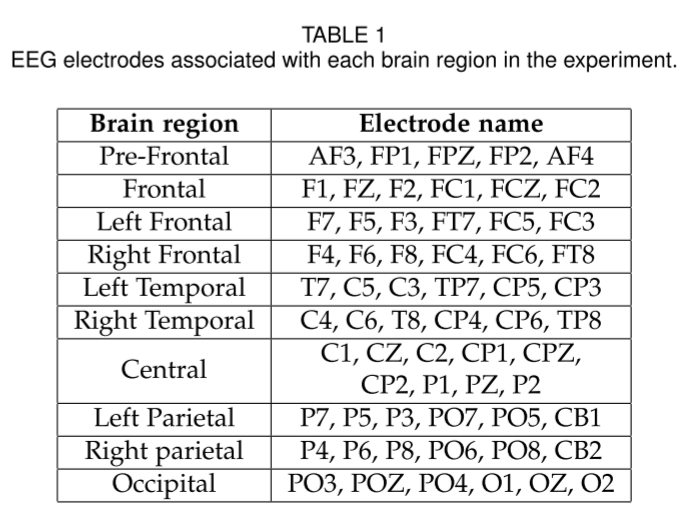 TABLE 1
EEG electrodes associated with each brain region in the experiment.
Brain region Electrode name
Pre-Frontal AF3, FP1, FPZ, FP2, AF4
Frontal F1, FZ, F2, FC1, FCZ, FC2
Left Frontal F7, F5, F3, FT7, FC5, FC3
Right Frontal F4, F6, F8, FC4, FC6, FT8
Left Temporal T7, C5, C3, TP7, CP5, CP3
Right Temporal C4, C6, T8, CP4, CP6, TP8
Central C1, CZ, C2, CP1, CPZ,
CP2, P1, PZ, P2
Left Parietal P7, P5, P3, PO7, PO5, CB1
Right parietal P4, P6, P8, PO6, PO8, CB2
Occipital PO3, POZ, PO4, O1, OZ, O2